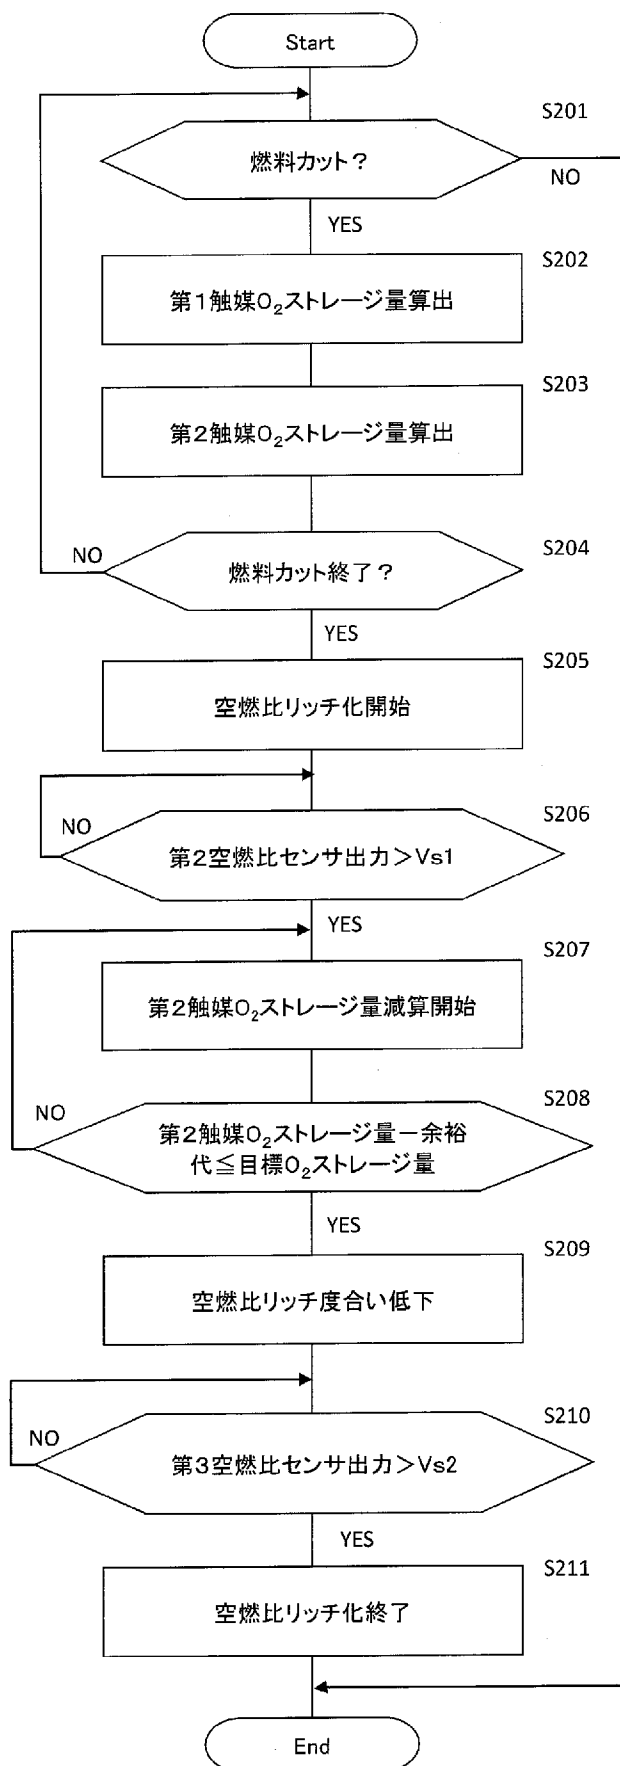 Start
S201
燃料カット？
NO
YES
S202
第1触媒O₂ストレージ量算出
S203
第2触媒O₂ストレージ量算出
NO
S204
燃料カット終了？
YES
S205
空燃比リッチ化開始
S206
NO
第2空燃比センサ出力＞Vs1
YES
S207
第2触媒O₂ストレージ量減算開始
NO
S208
第2触媒O₂ストレージ量－余裕
代≦目標O₂ストレージ量
YES
S209
空燃比リッチ度合い低下
S210
NO
第3空燃比センサ出力＞Vs2
YES
S211
空燃比リッチ化終了
End